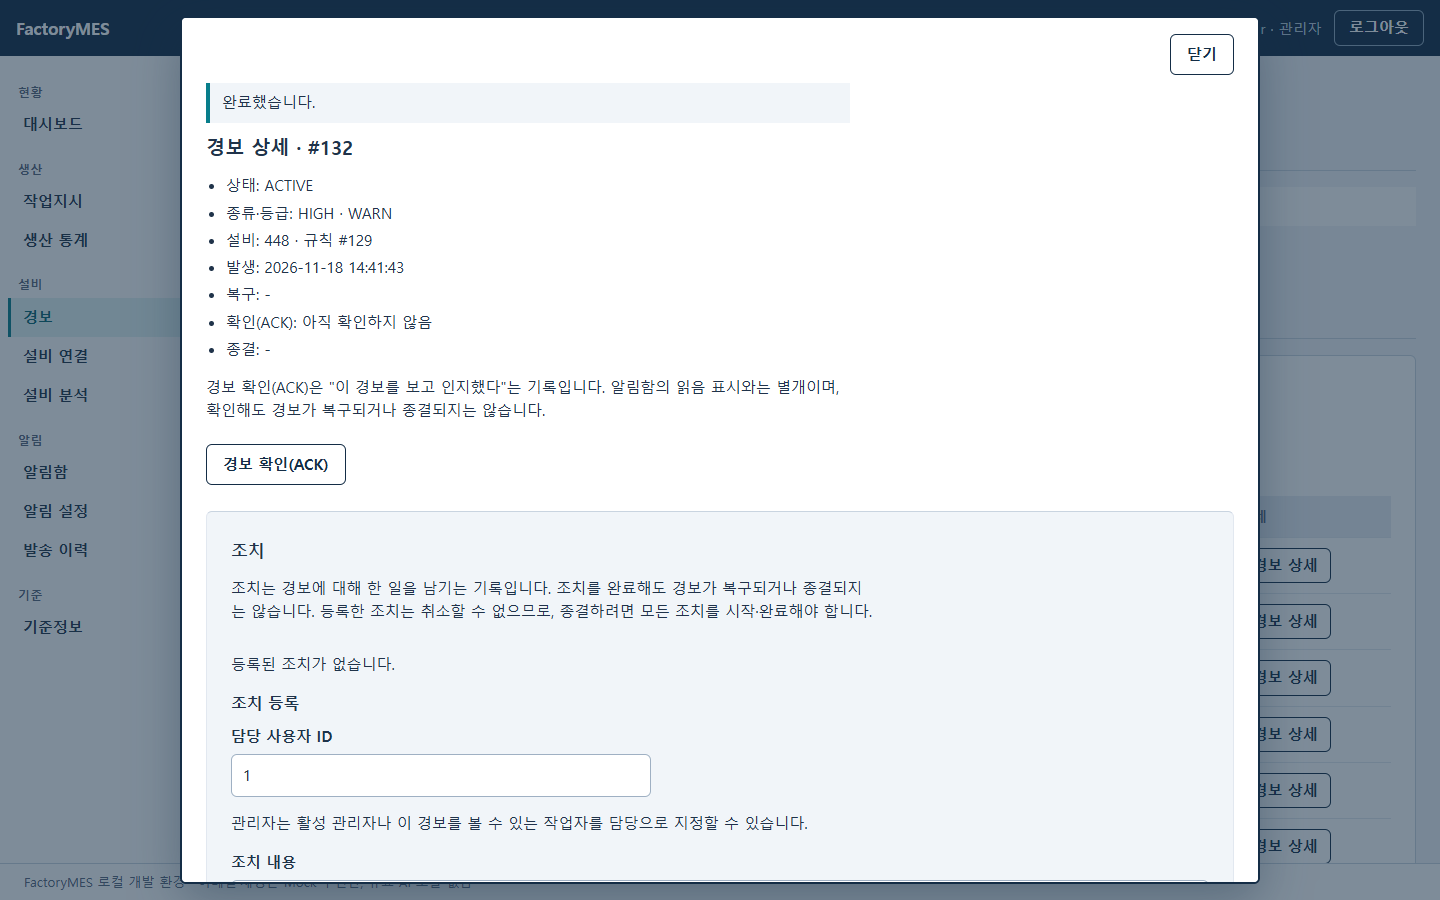 FactoryMES
r · 관리자
로그아웃
현황
대시보드
생산
작업지시
생산 통계
설비
경보
설비 연결
설비 분석
알림
알림함
알림 설정
발송 이력
기준
기준정보
닫기
완료했습니다.
경보 상세 · #132
상태: ACTIVE
종류·등급: HIGH · WARN
설비: 448 · 규칙 #129
발생: 2026-11-18 14:41:43
복구: -
확인(ACK): 아직 확인하지 않음
종결: -
경보 확인(ACK)은 "이 경보를 보고 인지했다"는 기록입니다. 알림함의 읽음 표시와는 별개이며,
확인해도 경보가 복구되거나 종결되지는 않습니다.
경보 확인(ACK)
조치
조치는 경보에 대해 한 일을 남기는 기록입니다. 조치를 완료해도 경보가 복구되거나 종결되지
는 않습니다. 등록한 조치는 취소할 수 없으므로, 종결하려면 모든 조치를 시작·완료해야 합니다.
등록된 조치가 없습니다.
조치 등록
담당 사용자 ID
1
관리자는 활성 관리자나 이 경보를 볼 수 있는 작업자를 담당으로 지정할 수 있습니다.
조치 내용
경보 상세
경보 상세
경보 상세
경보 상세
경보 상세
경보 상세
FactoryMES 로컬 개발 환경